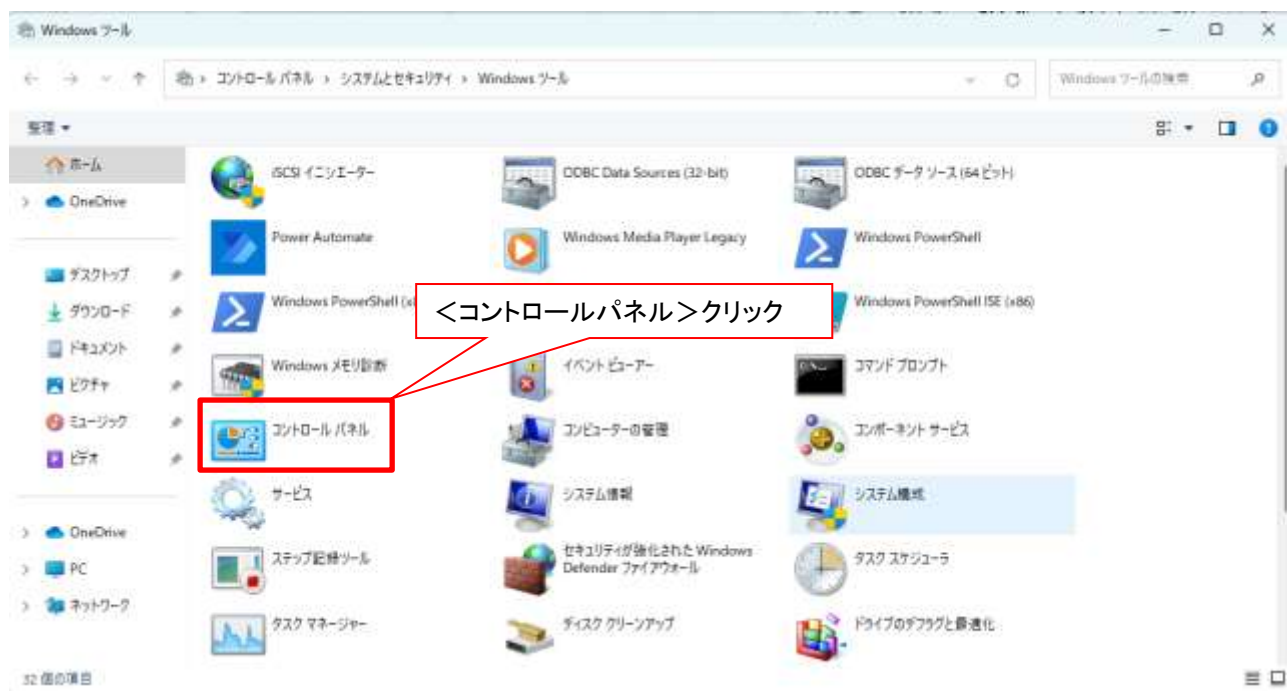 Windows ツール
コントロール パネル > システムとセキュリティ > Windows ツール
Windows ツールの検索
整理
ホーム
OneDrive
デスクトップ
ダウンロード
ドキュメント
ピクチャ
ミュージック
ビデオ
OneDrive
PC
ネットワーク
iSCSI イニシエーター
ODBC Data Sources (32-bit)
ODBC データ ソース (64 ビット)
Power Automate
Windows Media Player Legacy
Windows PowerShell
Windows PowerShell
<コントロールパネル>クリック
Windows PowerShell ISE (x86)
Windows メモリ診断
イベント ビューアー
コマンド プロンプト
コントロール パネル
コンピューターの管理
コンポーネント サービス
サービス
システム情報
システム構成
ステップ記録ツール
セキュリティが強化された Windows
Defender ファイアウォール
タスク スケジューラ
タスク マネージャー
ディスク クリーンアップ
ドライブのデフラグと最適化
32 個の項目